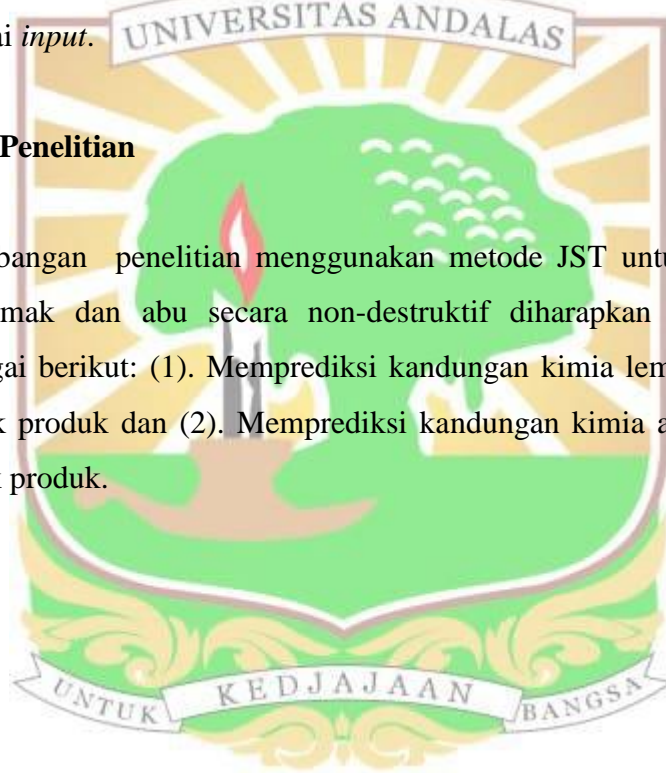 ai input.
UNIVERSITAS ANDALAS
Penelitian
bangan penelitian menggunakan metode JST untu
mak dan abu secara non-destruktif diharapkan
gai berikut: (1). Memprediksi kandungan kimia lem
k produk dan (2). Memprediksi kandungan kimia a
k produk.
UNTUK KEDJAJAAN BANGSA